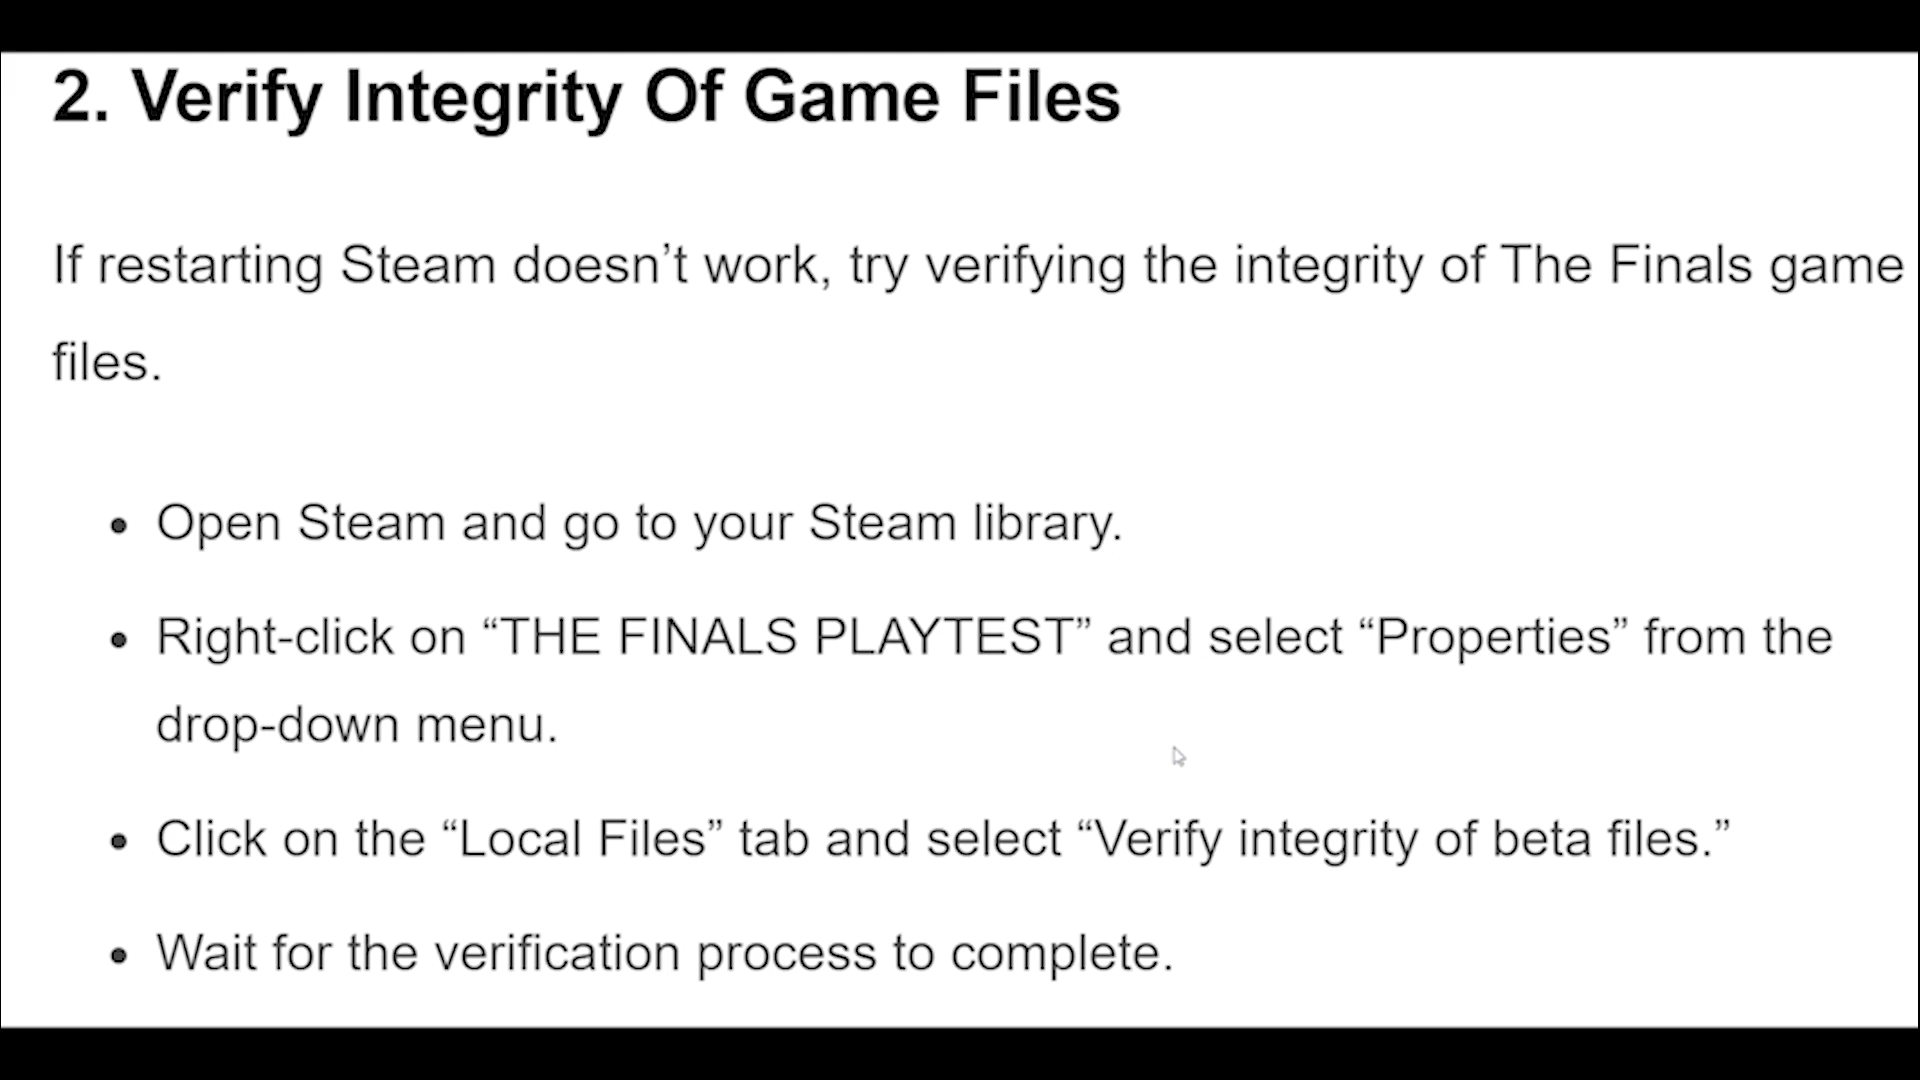 2. Verify Integrity Of Game Files
If restarting Steam doesn’t work, try verifying the integrity of The Finals game
files.
• Open Steam and go to your Steam library.
• Right-click on “THE FINALS PLAYTEST” and select “Properties” from the
drop-down menu.
• Click on the “Local Files” tab and select “Verify integrity of beta files.”
• Wait for the verification process to complete.